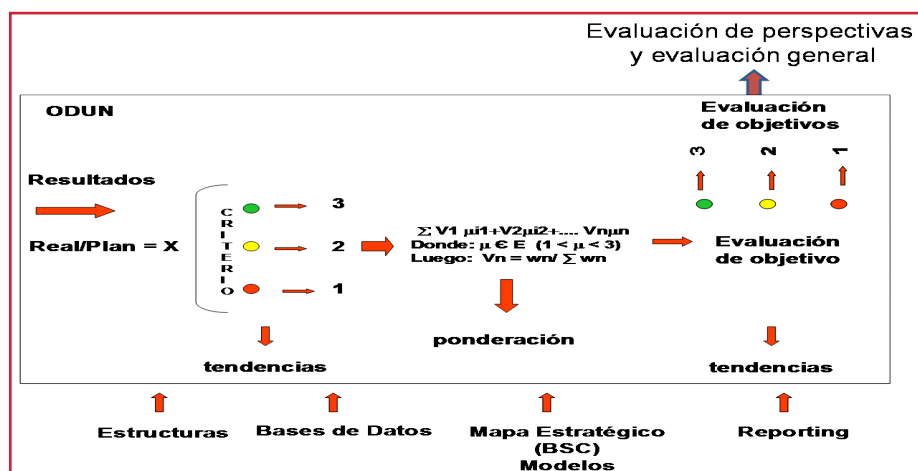 Evaluación de perspectivas
y evaluación general
ODUN
Evaluación
de objetivos
3 2 1
Resultados
Real/Plan = X
CRITERIO
3
2
1
∑ V1 µi1+V2µi2+.... Vnµn
Donde: µ Є E (1 < µ < 3)
Luego: Vn = wn/ ∑ wn
Evaluación
de objetivo
ponderación
tendencias
tendencias
Estructuras
Bases de Datos
Mapa Estratégico
(BSC)
Modelos
Reporting